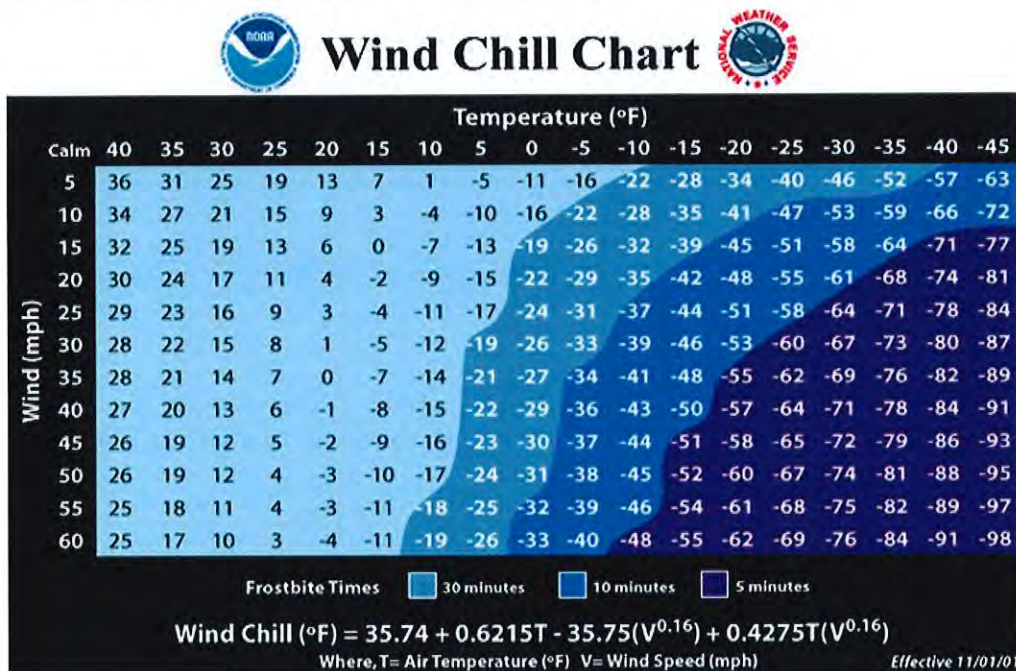 NOAA
Wind Chill Chart
NATIONAL WEATHER SERVICE
Temperature (ºF)
Calm 40 35 30 25 20 15 10 5 0 -5 -10 -15 -20 -25 -30 -35 -40 -45
Wind (mph)
5 36 31 25 19 13 7 1 -5 -11 -16 -22 -28 -34 -40 -46 -52 -57 -63
10 34 27 21 15 9 3 -4 -10 -16 -22 -28 -35 -41 -47 -53 -59 -66 -72
15 32 25 19 13 6 0 -7 -13 -19 -26 -32 -39 -45 -51 -58 -64 -71 -77
20 30 24 17 11 4 -2 -9 -15 -22 -29 -35 -42 -48 -55 -61 -68 -74 -81
25 29 23 16 9 3 -4 -11 -17 -24 -31 -37 -44 -51 -58 -64 -71 -78 -84
30 28 22 15 8 1 -5 -12 -19 -26 -33 -39 -46 -53 -60 -67 -73 -80 -87
35 28 21 14 7 0 -7 -14 -21 -27 -34 -41 -48 -55 -62 -69 -76 -82 -89
40 27 20 13 6 -1 -8 -15 -22 -29 -36 -43 -50 -57 -64 -71 -78 -84 -91
45 26 19 12 5 -2 -9 -16 -23 -30 -37 -44 -51 -58 -65 -72 -79 -86 -93
50 26 19 12 4 -3 -10 -17 -24 -31 -38 -45 -52 -60 -67 -74 -81 -88 -95
55 25 18 11 4 -3 -11 -18 -25 -32 -39 -46 -54 -61 -68 -75 -82 -89 -97
60 25 17 10 3 -4 -11 -19 -26 -33 -40 -48 -55 -62 -69 -76 -84 -91 -98
Frostbite Times 30 minutes 10 minutes 5 minutes
Wind Chill (ºF) = 35.74 + 0.6215T - 35.75(V^0.16) + 0.4275T(V^0.16)
Where, T= Air Temperature (ºF) V= Wind Speed (mph)